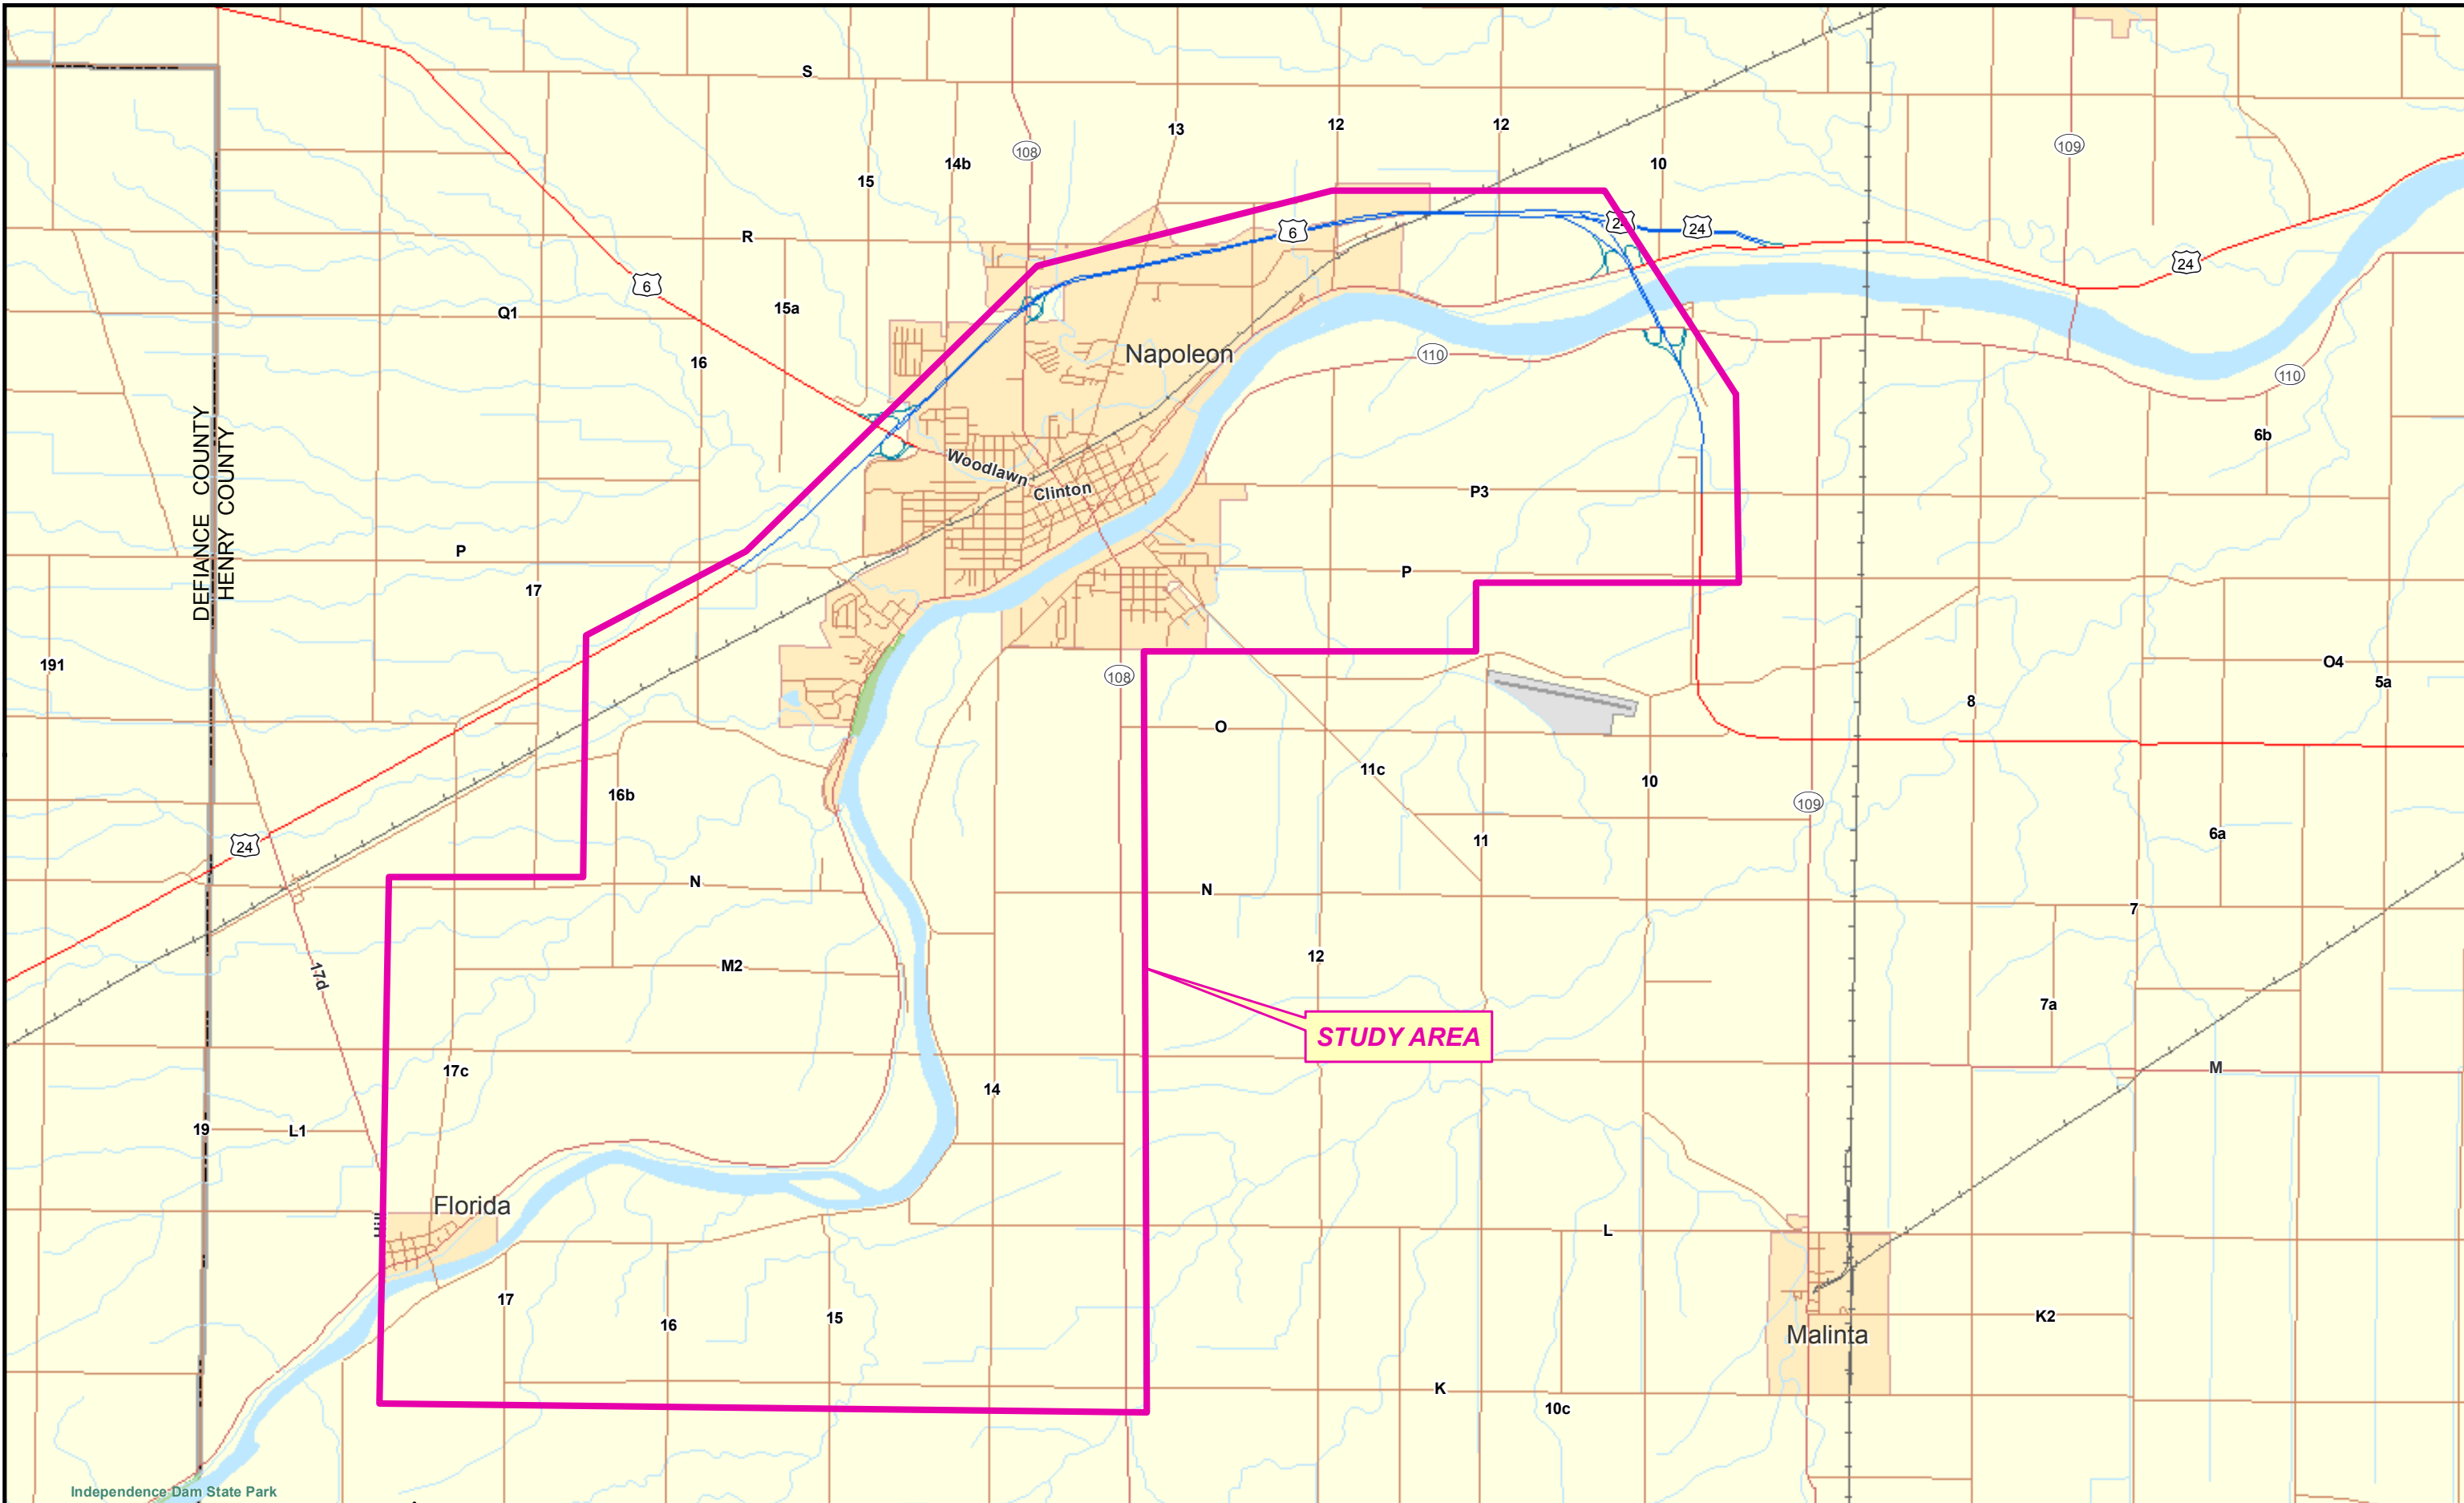 S
13
12
12
108
109
14b
10
15
24
6
24
R
24
6
15a
Q1
Napoleon
110
16
110
DEFIANCE COUNTY
HENRY COUNTY
6b
Woodlawn
Clinton
P3
P
P
17
191
O4
108
5a
8
O
11c
10
16b
109
6a
11
24
N
N
7
12
M2
17d
7a
STUDY AREA
M
17c
14
19
L1
Florida
L
17
15
16
K2
Malinta
K
10c
Independence Dam State Park